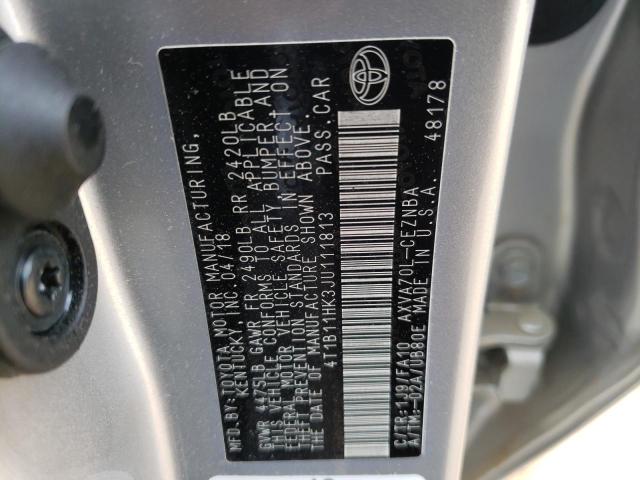 MFD.BY:TOYOTA MOTOR MANUFACTURING,
KENTUCKY, INC. 04/18
GVWR 4475LB GAWR FR 2490LB RR 2420LB
THIS VEHICLE CONFORMS TO ALL APPLICABLE
FEDERAL MOTOR VEHICLE SAFETY, BUMPER, AND
THEFT PREVENTION STANDARDS IN EFFECT ON
THE DATE OF MANUFACTURE SHOWN ABOVE.
4T1B11HK3JU111813 PASS.CAR
C/TR:1J9/FA10 AXVA70L-CEZNBA
A/TM:-02A/UB80E MADE IN U.S.A. 48178